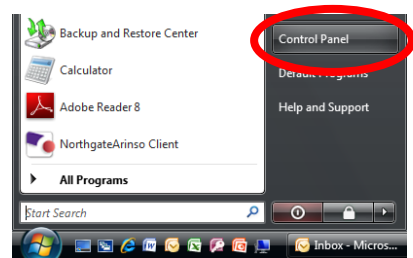 Backup and Restore Center
Control Panel
Calculator
Default Programs
Adobe Reader 8
Help and Support
NorthgateArinso Client
All Programs
Start Search
Inbox - Micros...